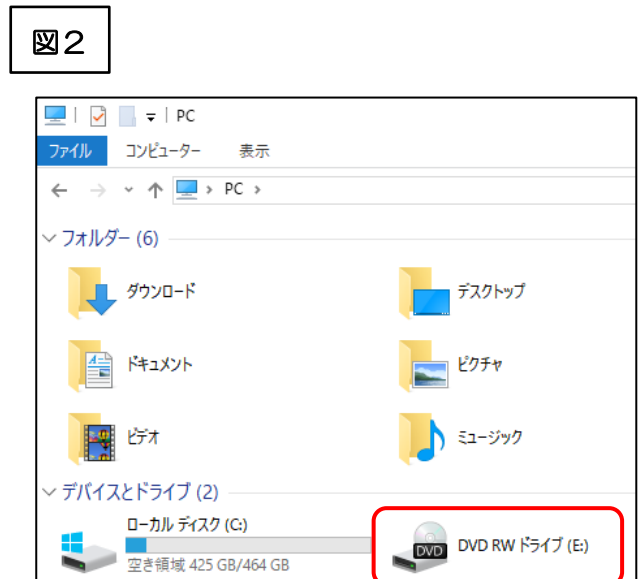 図２
PC
ファイル コンピューター 表示
PC
フォルダー (6)
ダウンロード デスクトップ
ドキュメント ピクチャ
ビデオ ミュージック
デバイスとドライブ (2)
ローカル ディスク (C:)
DVD DVD RW ドライブ (E:)
空き領域 425 GB/464 GB